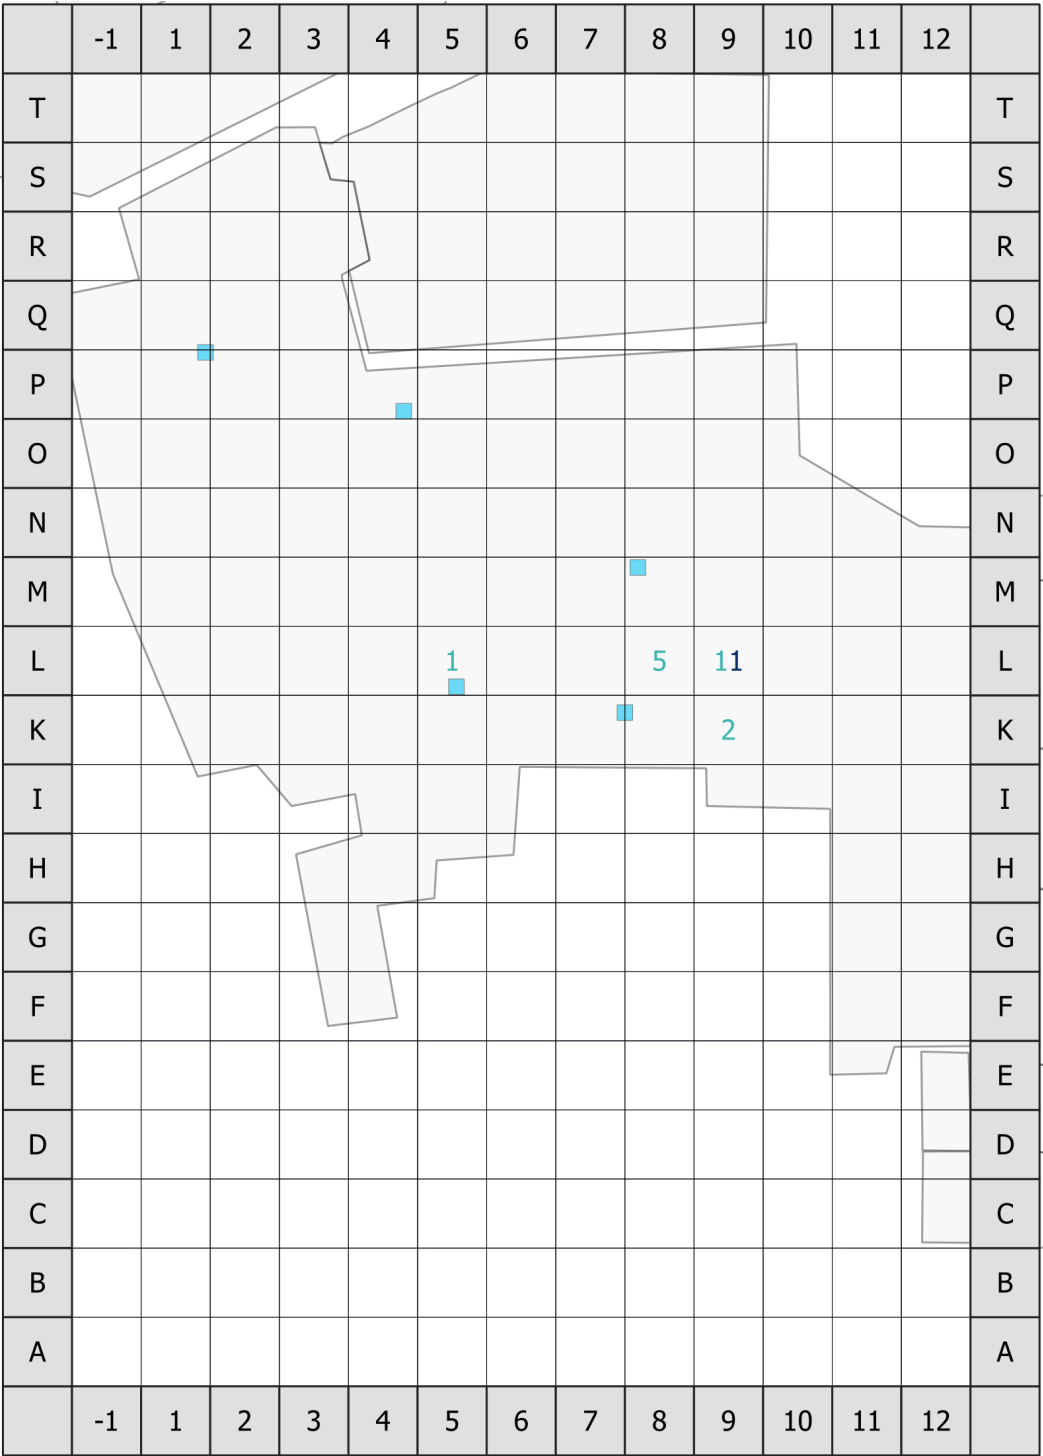 -1 1 2 3 4 5 6 7 8 9 10 11 12
T T
S S
R R
Q Q
P P
O O
N N
M M
L 1 5 11 L
K 2 K
I I
H H
G G
F F
E E
D D
C C
B B
A A
-1 1 2 3 4 5 6 7 8 9 10 11 12